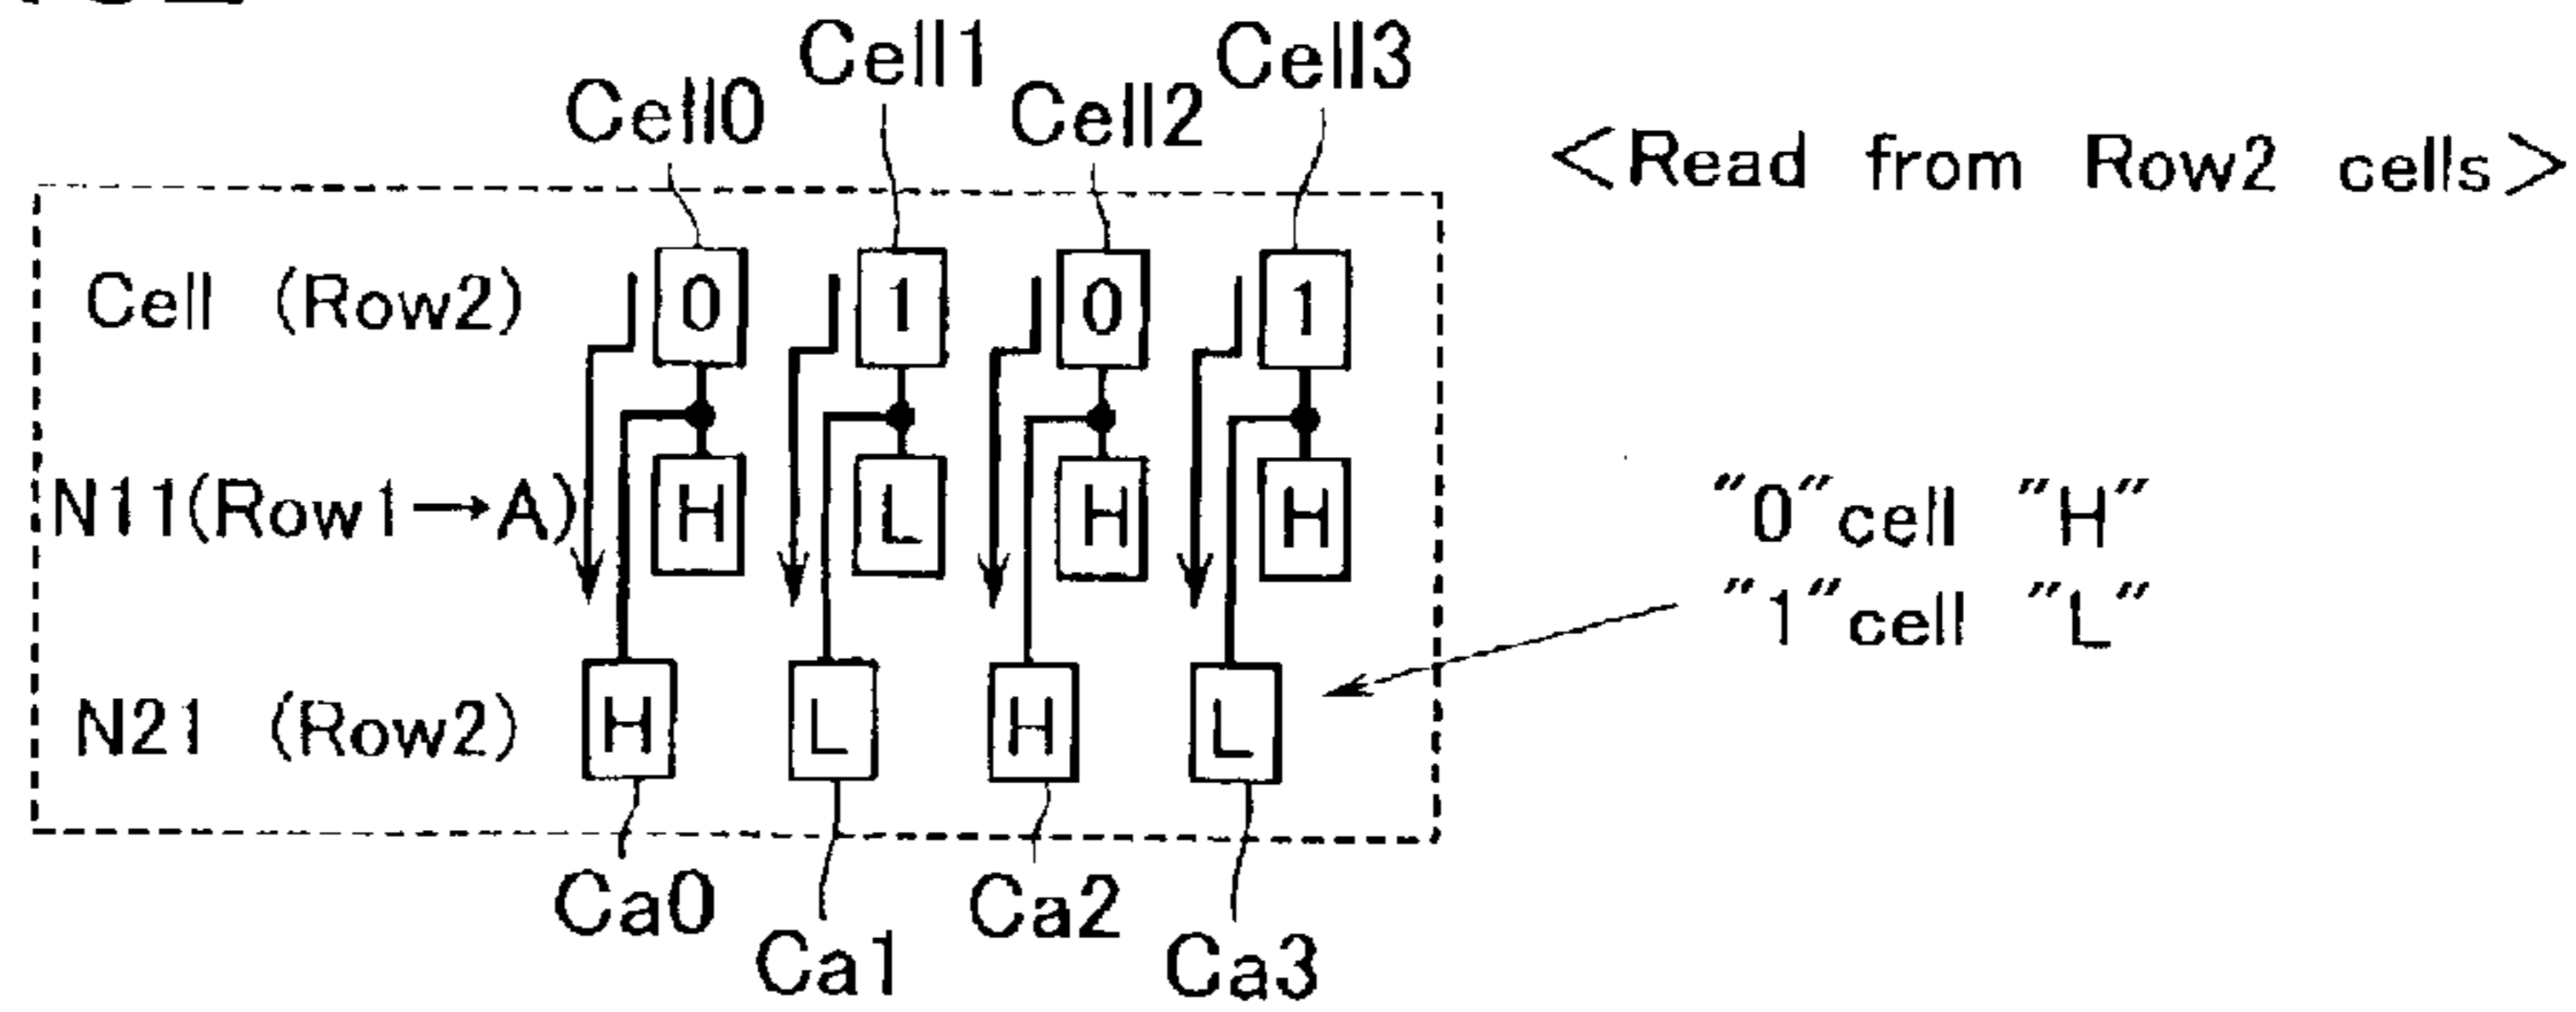 Cell0 Cell1 Cell2 Cell3
<Read from Row2 cells>
Cell (Row2) 0 1 0 1
N11(Row1→A) H L H H
"0"cell "H"
"1"cell "L"
N21 (Row2) H L H L
Ca0 Ca1 Ca2 Ca3